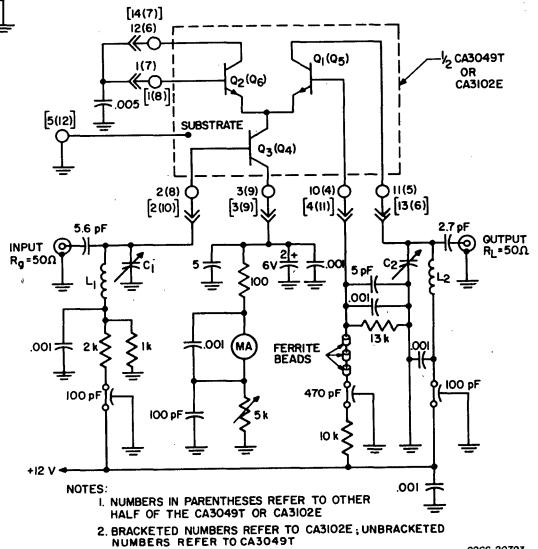 [14(7)]
12(6)
Q1(Q5)
1/2 CA3049T
OR
CA3102E
1(7)
Q2(Q6)
.005
[1(8)]
[5(12)]
SUBSTRATE
Q3(Q4)
2(8)
3(9)
10(4)
11(5)
[2(10)]
[3(9)]
[4(11)]
[13(6)]
5.6 pF
2.7pF
INPUT
Rg=50Ω
OUTPUT
RL=50Ω
C1
L1
5
2 +
6V
.001
C2
L2
5 pF
100
.001
.001
2k
1k
.001
MA
FERRITE
BEADS
13k
.001
100 pF
100 pF
5k
470 pF
100 pF
10k
+12 V
.001
NOTES:
1. NUMBERS IN PARENTHESES REFER TO OTHER
HALF OF THE CA3049T OR CA3102E
2. BRACKETED NUMBERS REFER TO CA3102E; UNBRACKETED
NUMBERS REFER TO CA3049T